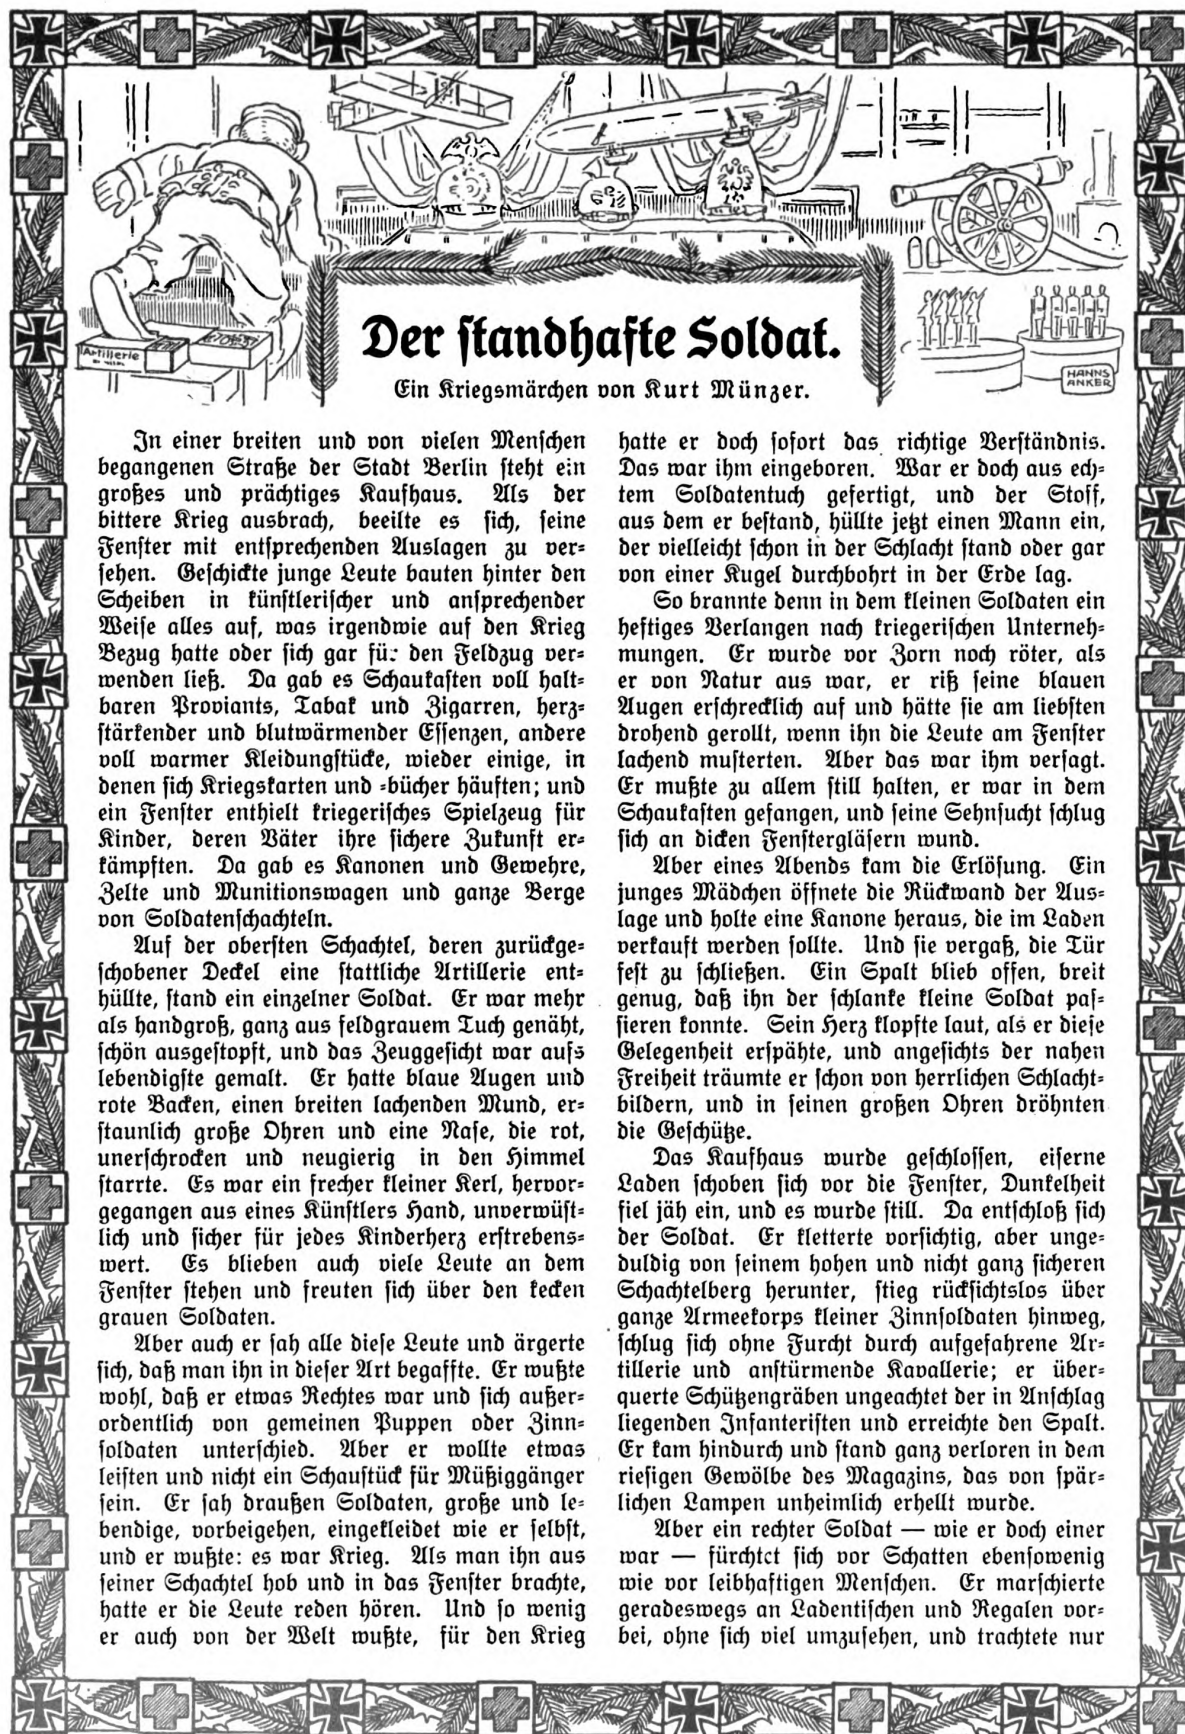 Artillerie
HANNS
ANKER
Der standhafte Soldat.
Ein Kriegsmärchen von Kurt Münzer.
In einer breiten und von vielen Menschen
begangenen Straße der Stadt Berlin steht ein
großes und prächtiges Kaufhaus. Als der
bittere Krieg ausbrach, beeilte es sich, seine
Fenster mit entsprechenden Auslagen zu ver-
sehen. Geschickte junge Leute bauten hinter den
Scheiben in künstlerischer und ansprechender
Weise alles auf, was irgendwie auf den Krieg
Bezug hatte oder sich gar für den Feldzug ver-
wenden ließ. Da gab es Schaukasten voll halt-
baren Proviants, Tabak und Zigarren, herz-
stärkender und blutwärmender Essenzen, andere
voll warmer Kleidungstücke, wieder einige, in
denen sich Kriegskarten und -bücher häuften; und
ein Fenster enthielt kriegerisches Spielzeug für
Kinder, deren Väter ihre sichere Zukunft er-
kämpften. Da gab es Kanonen und Gewehre,
Zelte und Munitionswagen und ganze Berge
von Soldatenschachteln.
Auf der obersten Schachtel, deren zurückge-
schobener Deckel eine stattliche Artillerie ent-
hüllte, stand ein einzelner Soldat. Er war mehr
als handgroß, ganz aus feldgrauem Tuch genäht,
schön ausgestopft, und das Zeuggesicht war aufs
lebendigste gemalt. Er hatte blaue Augen und
rote Backen, einen breiten lachenden Mund, er-
staunlich große Ohren und eine Nase, die rot,
unerschrocken und neugierig in den Himmel
starrte. Es war ein frecher kleiner Kerl, hervor-
gegangen aus eines Künstlers Hand, unverwüst-
lich und sicher für jedes Kinderherz erstrebens-
wert. Es blieben auch viele Leute an dem
Fenster stehen und freuten sich über den kecken
grauen Soldaten.
Aber auch er sah alle diese Leute und ärgerte
sich, daß man ihn in dieser Art begaffte. Er wußte
wohl, daß er etwas Rechtes war und sich außer-
ordentlich von gemeinen Puppen oder Zinn-
soldaten unterschied. Aber er wollte etwas
leisten und nicht ein Schaustück für Müßiggänger
sein. Er sah draußen Soldaten, große und le-
bendige, vorbeigehen, eingekleidet wie er selbst,
und er wußte: es war Krieg. Als man ihn aus
seiner Schachtel hob und in das Fenster brachte,
hatte er die Leute reden hören. Und so wenig
er auch von der Welt wußte, für den Krieg
hatte er doch sofort das richtige Verständnis.
Das war ihm eingeboren. War er doch aus ech-
tem Soldatentuch gefertigt, und der Stoff,
aus dem er bestand, hüllte jetzt einen Mann ein,
der vielleicht schon in der Schlacht stand oder gar
von einer Kugel durchbohrt in der Erde lag.
So brannte denn in dem kleinen Soldaten ein
heftiges Verlangen nach kriegerischen Unterneh-
mungen. Er wurde vor Zorn noch röter, als
er von Natur aus war, er riß seine blauen
Augen erschrecklich auf und hätte sie am liebsten
drohend gerollt, wenn ihn die Leute am Fenster
lachend musterten. Aber das war ihm versagt.
Er mußte zu allem still halten, er war in dem
Schaukasten gefangen, und seine Sehnsucht schlug
sich an dicken Fenstergläsern wund.
Aber eines Abends kam die Erlösung. Ein
junges Mädchen öffnete die Rückwand der Aus-
lage und holte eine Kanone heraus, die im Laden
verkauft werden sollte. Und sie vergaß, die Tür
fest zu schließen. Ein Spalt blieb offen, breit
genug, daß ihn der schlanke kleine Soldat pas-
sieren konnte. Sein Herz klopfte laut, als er diese
Gelegenheit erspähte, und angesichts der nahen
Freiheit träumte er schon von herrlichen Schlacht-
bildern, und in seinen großen Ohren dröhnten
die Geschütze.
Das Kaufhaus wurde geschlossen, eiserne
Laden schoben sich vor die Fenster, Dunkelheit
fiel jäh ein, und es wurde still. Da entschloß sich
der Soldat. Er kletterte vorsichtig, aber unge-
duldig von seinem hohen und nicht ganz sicheren
Schachtelberg herunter, stieg rücksichtslos über
ganze Armeekorps kleiner Zinnsoldaten hinweg,
schlug sich ohne Furcht durch aufgefahrene Ar-
tillerie und anstürmende Kavallerie; er über-
querte Schützengräben ungeachtet der in Anschlag
liegenden Infanteristen und erreichte den Spalt.
Er kam hindurch und stand ganz verloren in dem
riesigen Gewölbe des Magazins, das von spär-
lichen Lampen unheimlich erhellt wurde.
Aber ein rechter Soldat — wie er doch einer
war — fürchtet sich vor Schatten ebensowenig
wie vor leibhaftigen Menschen. Er marschierte
geradeswegs an Ladentischen und Regalen vor-
bei, ohne sich viel umzusehen, und trachtete nur